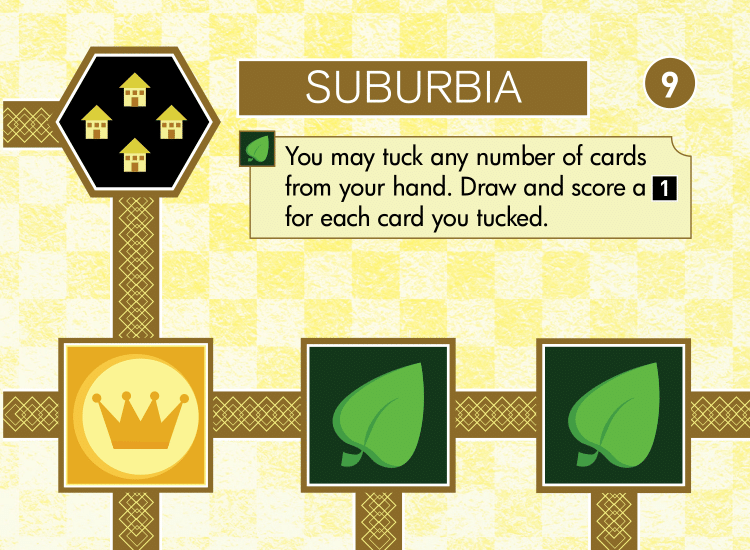 SUBURBIA
9
You may tuck any number of cards
from your hand. Draw and score a 1
for each card you tucked.